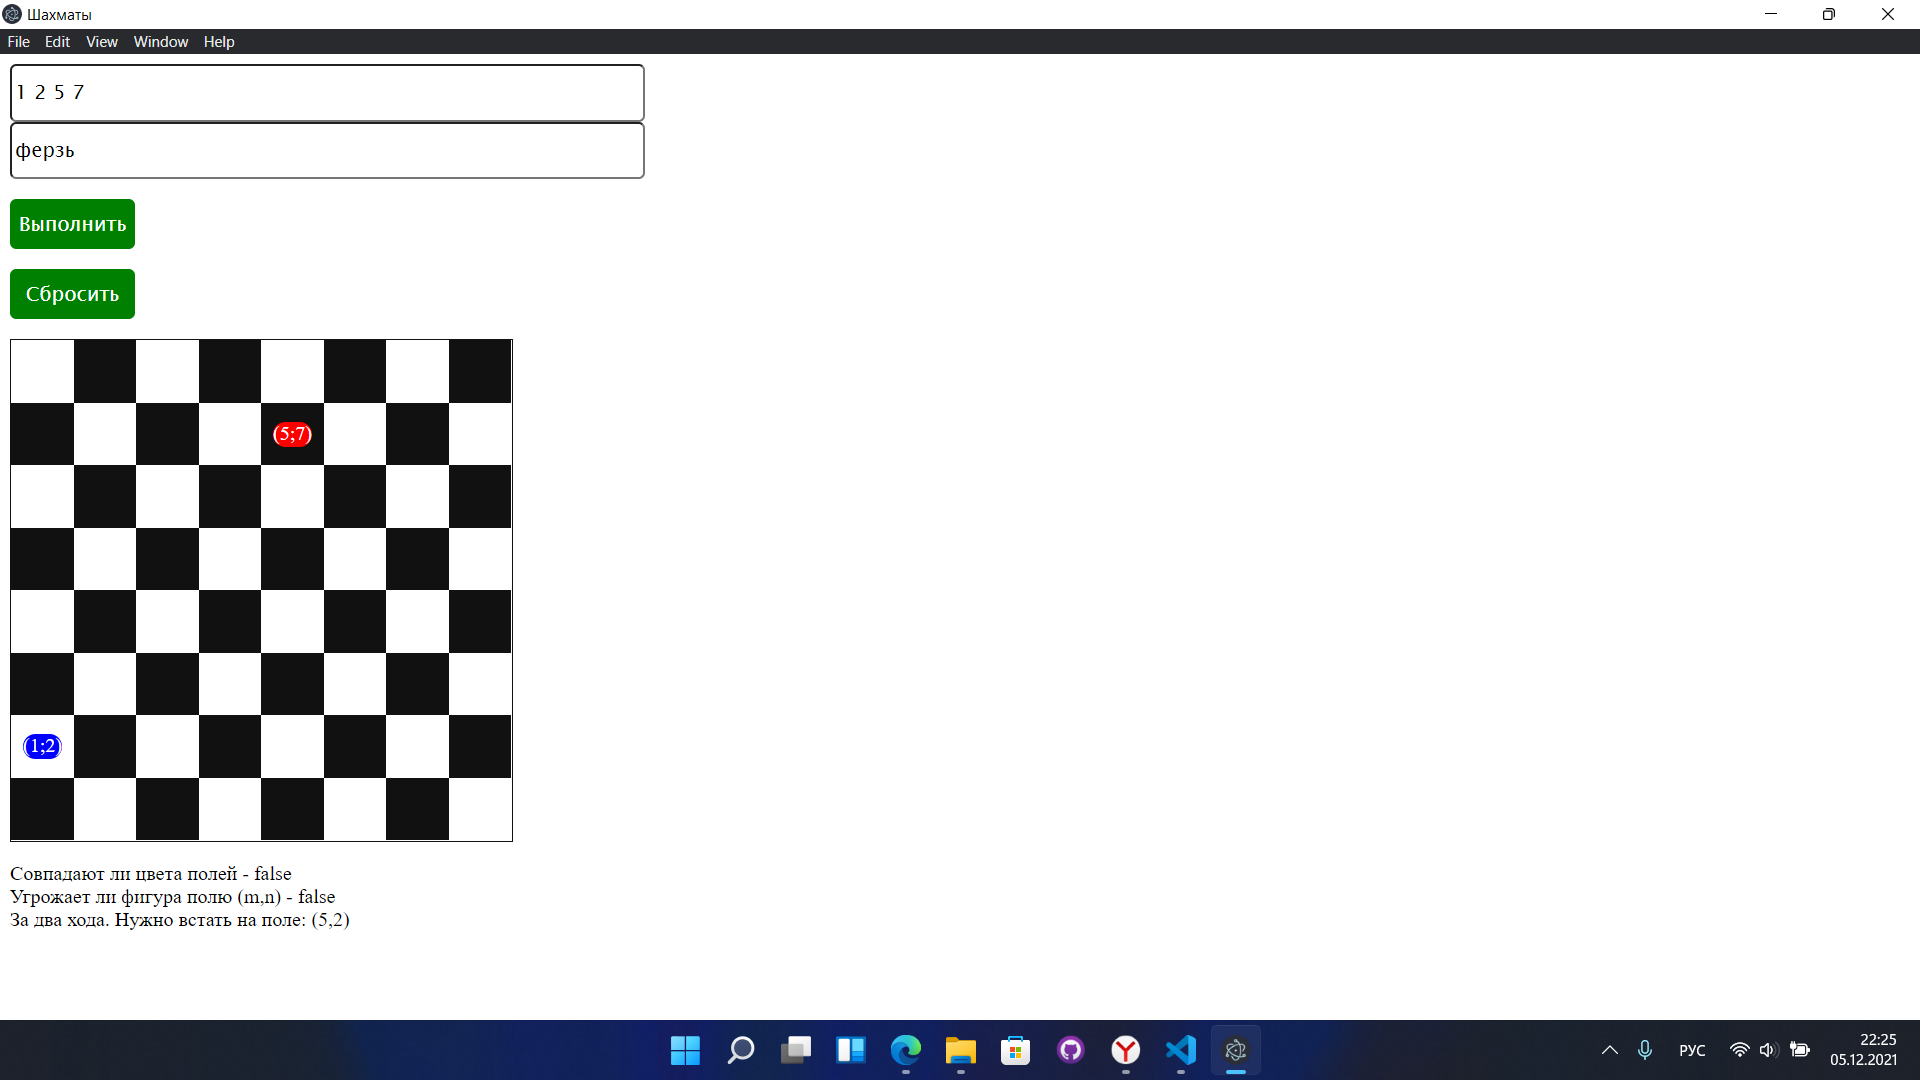 Шахматы
File Edit View Window Help
1 2 5 7
ферзь
Выполнить
Сбросить
(5;7)
(1;2)
Совпадают ли цвета полей - false
Угрожает ли фигура полю (m,n) - false
За два хода. Нужно встать на поле: (5,2)
РУС
22:25
05.12.2021